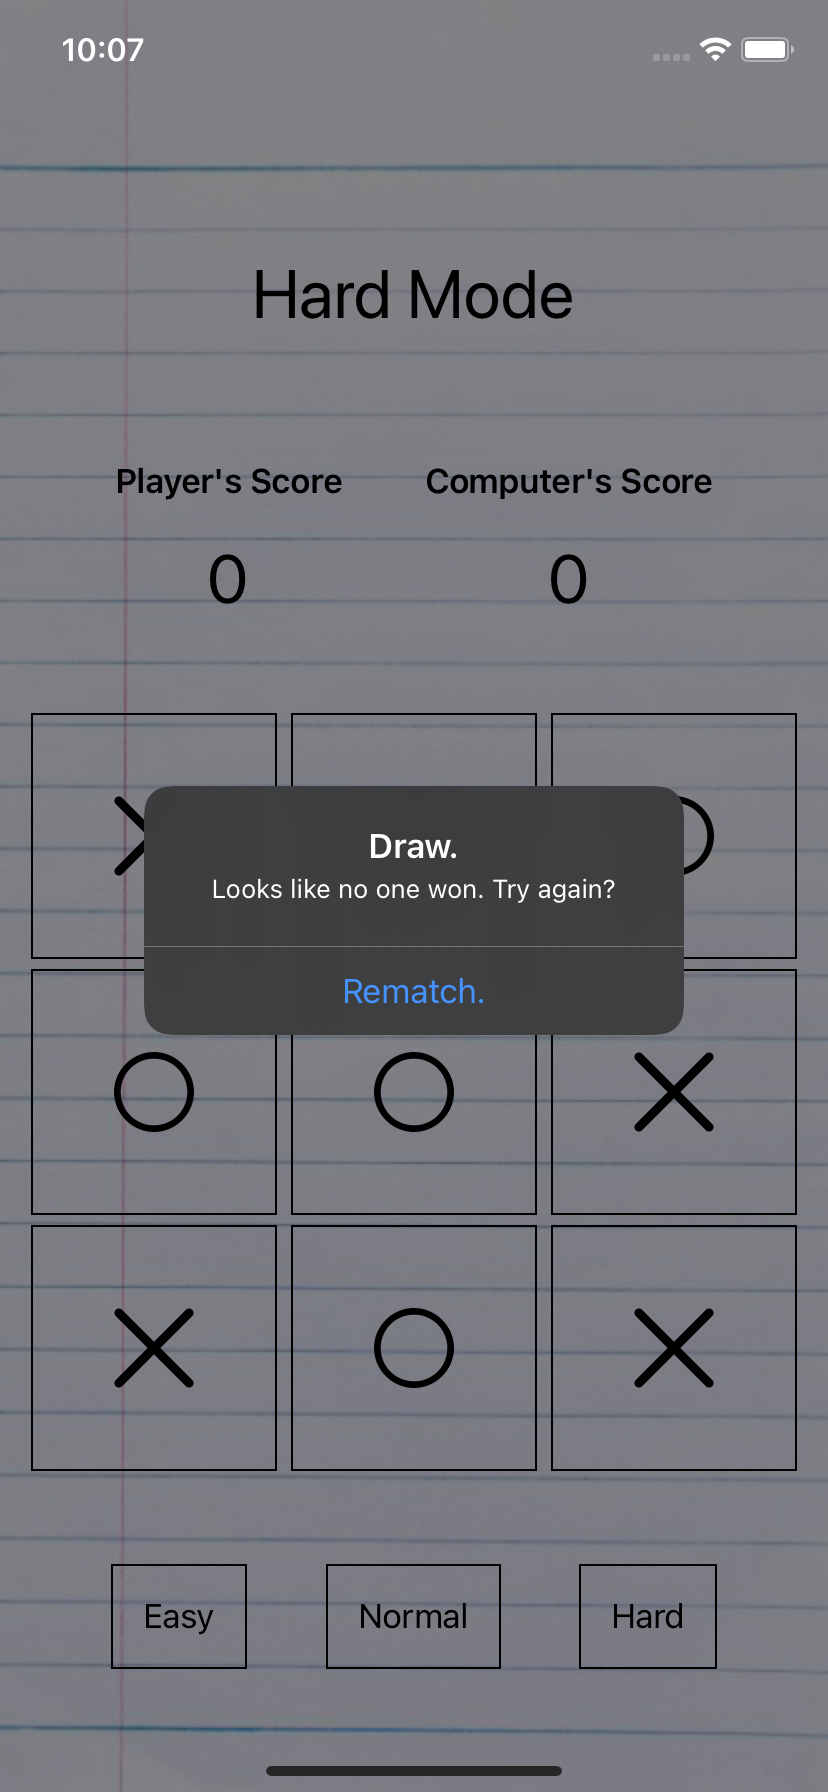 10:07
Hard Mode
Player's Score Computer's Score
0 0
Draw.
Looks like no one won. Try again?
Rematch.
Easy Normal Hard